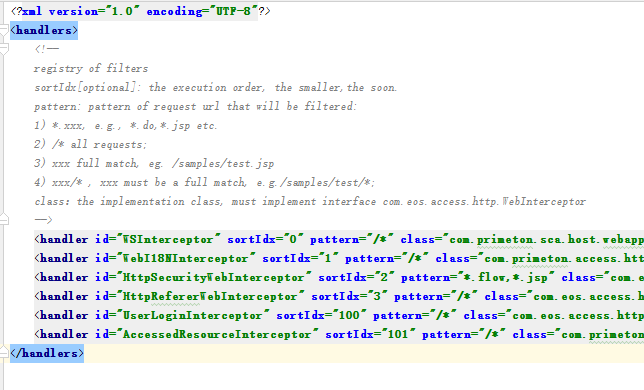 <?xml version="1.0" encoding="UTF-8"?>
<handlers>
<!--
registry of filters
sortIdx[optional]: the execution order, the smaller,the soon.
pattern: pattern of request url that will be filtered:
1) *.xxx, e.g., *.do,*.jsp etc.
2) /* all requests;
3) xxx full match, eg. /samples/test.jsp
4) xxx/* , xxx must be a full match, e.g./samples/test/*;
class: the implementation class, must implement interface com.eos.access.http.WebInterceptor
-->
<handler id="WSInterceptor" sortIdx="0" pattern="/*" class="com.primeton.sca.host.webapp
<handler id="WebI18NInterceptor" sortIdx="1" pattern="/*" class="com.primeton.access.htt
<handler id="HttpSecurityWebInterceptor" sortIdx="2" pattern="*.flow,*.jsp" class="com.e
<handler id="HttpRefererWebInterceptor" sortIdx="3" pattern="/*" class="com.eos.access.h
<handler id="UserLoginInterceptor" sortIdx="100" pattern="/*" class="com.eos.access.http
<handler id="AccessedResourceInterceptor" sortIdx="101" pattern="/*" class="com.primeton
</handlers>